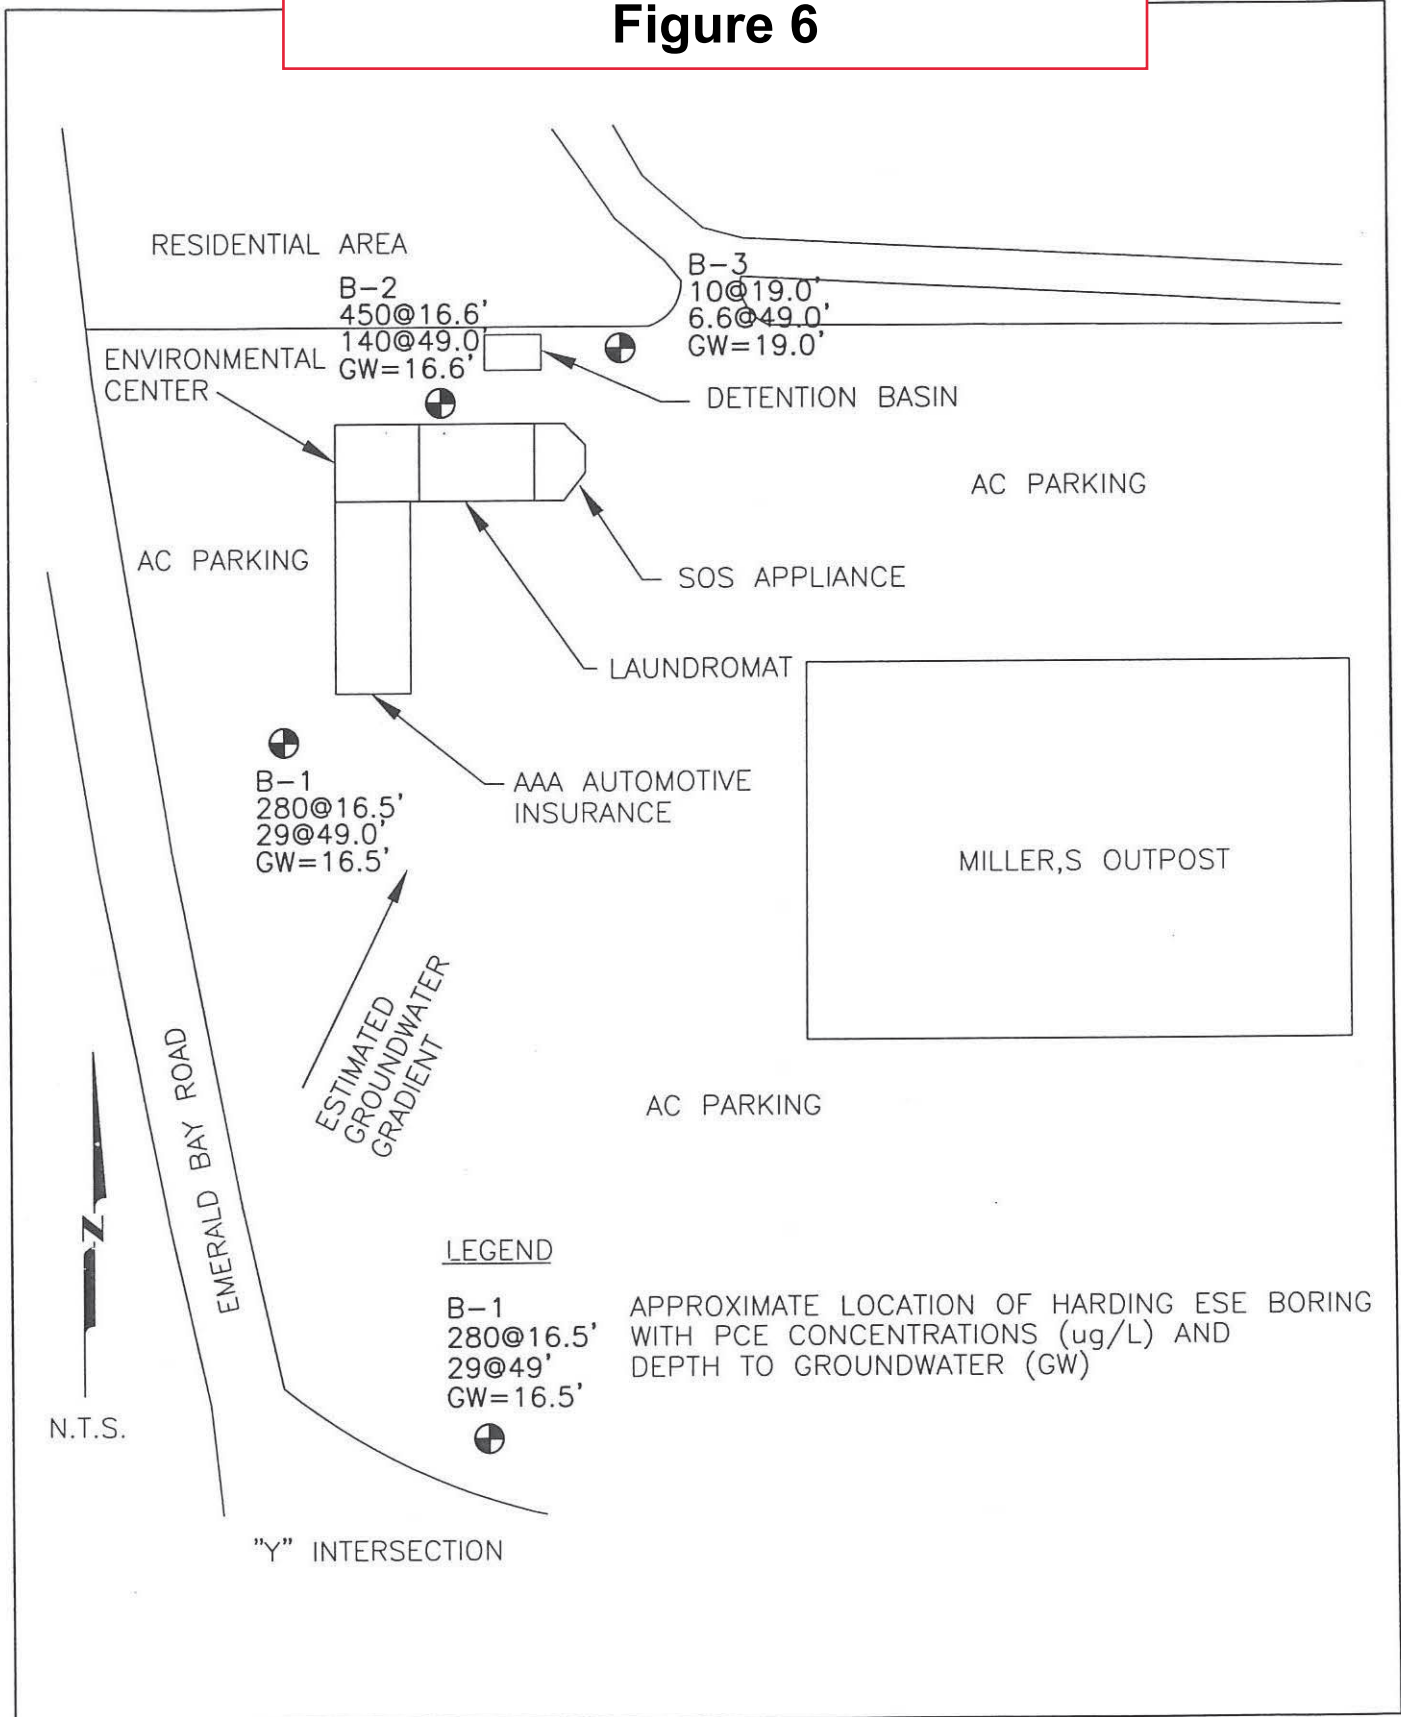 Figure 6
RESIDENTIAL AREA
B-2
450@16.6'
140@49.0'
GW=16.6'
B-3
10@19.0'
6.6@49.0'
GW=19.0'
ENVIRONMENTAL
CENTER
DETENTION BASIN
AC PARKING
AC PARKING
SOS APPLIANCE
LAUNDROMAT
B-1
280@16.5'
29@49.0'
GW=16.5'
AAA AUTOMOTIVE
INSURANCE
MILLER,S OUTPOST
ESTIMATED
GROUNDWATER
GRADIENT
AC PARKING
EMERALD BAY ROAD
Z
N.T.S.
LEGEND
B-1
280@16.5'
29@49'
GW=16.5'
APPROXIMATE LOCATION OF HARDING ESE BORING
WITH PCE CONCENTRATIONS (ug/L) AND
DEPTH TO GROUNDWATER (GW)
"Y" INTERSECTION